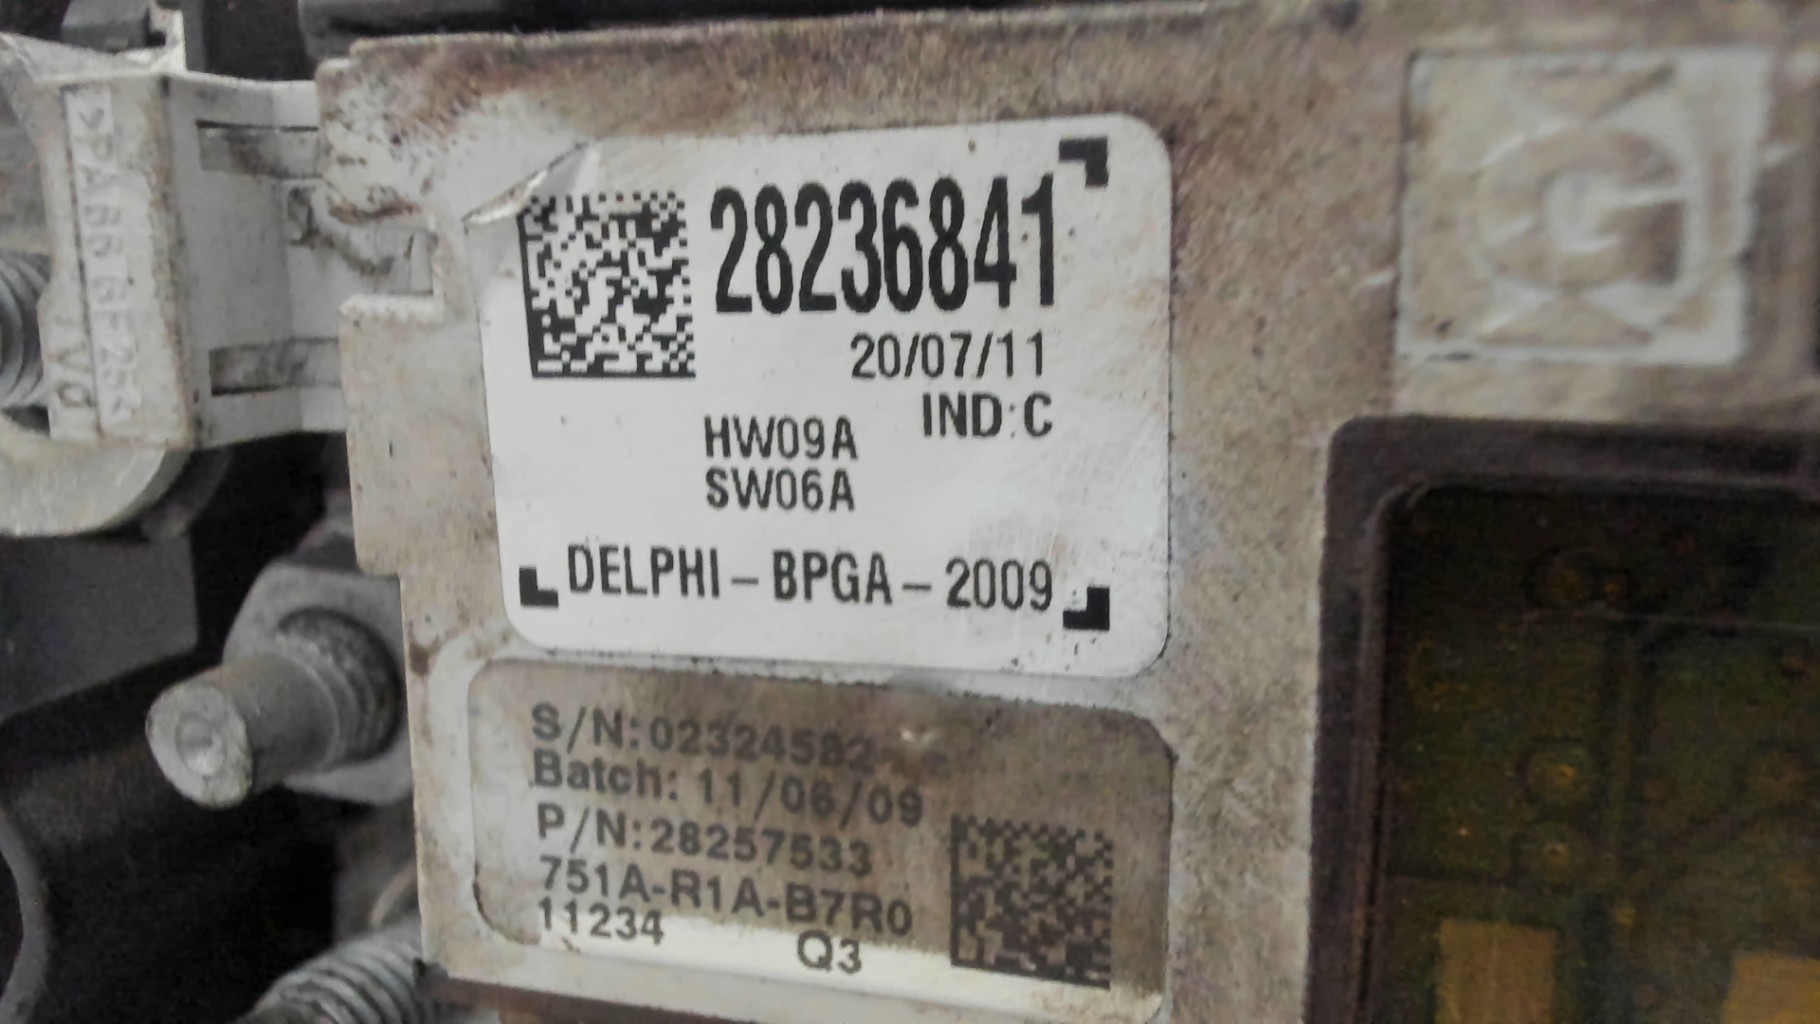 28236841
20/07/11
IND:C
HW09A
SW06A
DELPHI-BPGA-2009
S/N:02324582
Batch: 11/06/09
P/N:28257533
751A-R1A-B7R0
11234 Q3